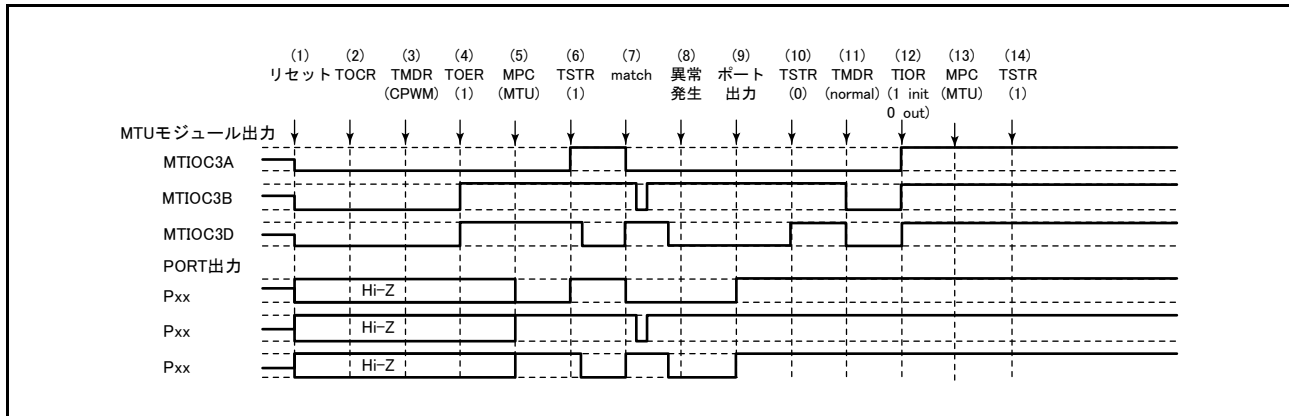 (1) (2) (3) (4) (5) (6) (7) (8) (9) (10) (11) (12) (13) (14)
リセット TOCR TMDR TOER MPC TSTR match 異常 ポート TSTR TMDR TIOR MPC TSTR
(CPWM) (1) (MTU) (1) 発生 出力 (0) (normal) (1 init (MTU) (1)
0 out)
MTUモジュール出力
MTIOC3A
MTIOC3B
MTIOC3D
PORT出力
Pxx Hi-Z
Pxx Hi-Z
Pxx Hi-Z